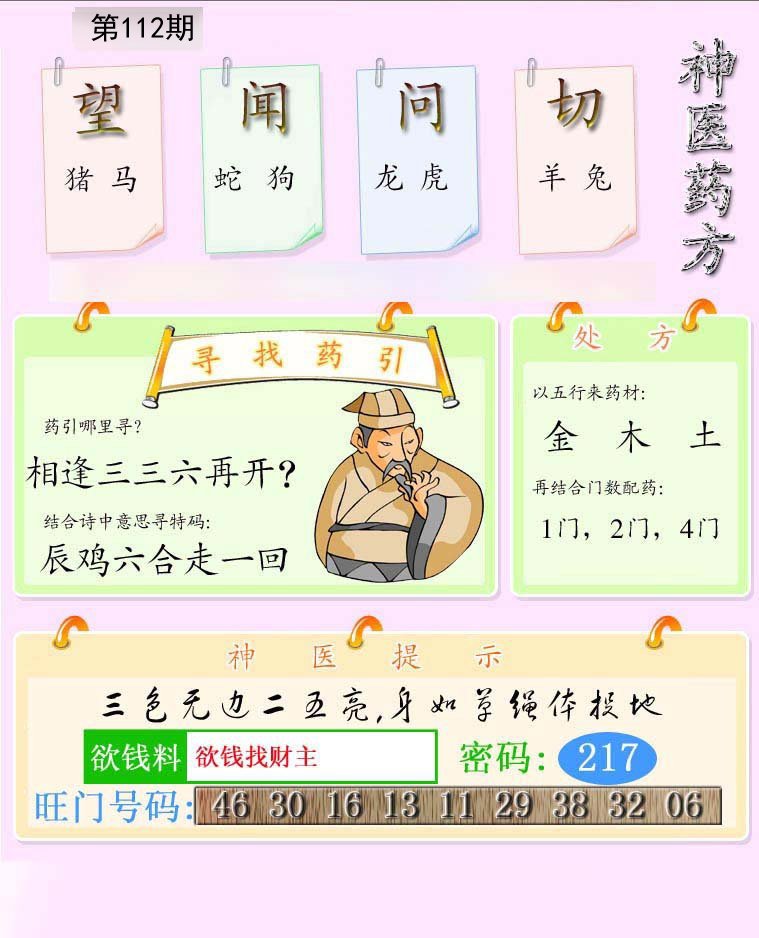 第112期
神医药方
望 闻 问 切
猪 马 蛇 狗 龙 虎 羊 兔
寻找药引
药引哪里寻?
相逢三三六再开?
结合诗中意思寻特码:
辰鸡六合走一回
处方
以五行来药材:
金 木 土
再结合门数配药:
1门, 2门, 4门
神医提示
三色无边二五亮,身如草绳体投地
欲钱料 欲钱找财主 密码: 217
旺门号码: 46 30 16 13 11 29 38 32 06